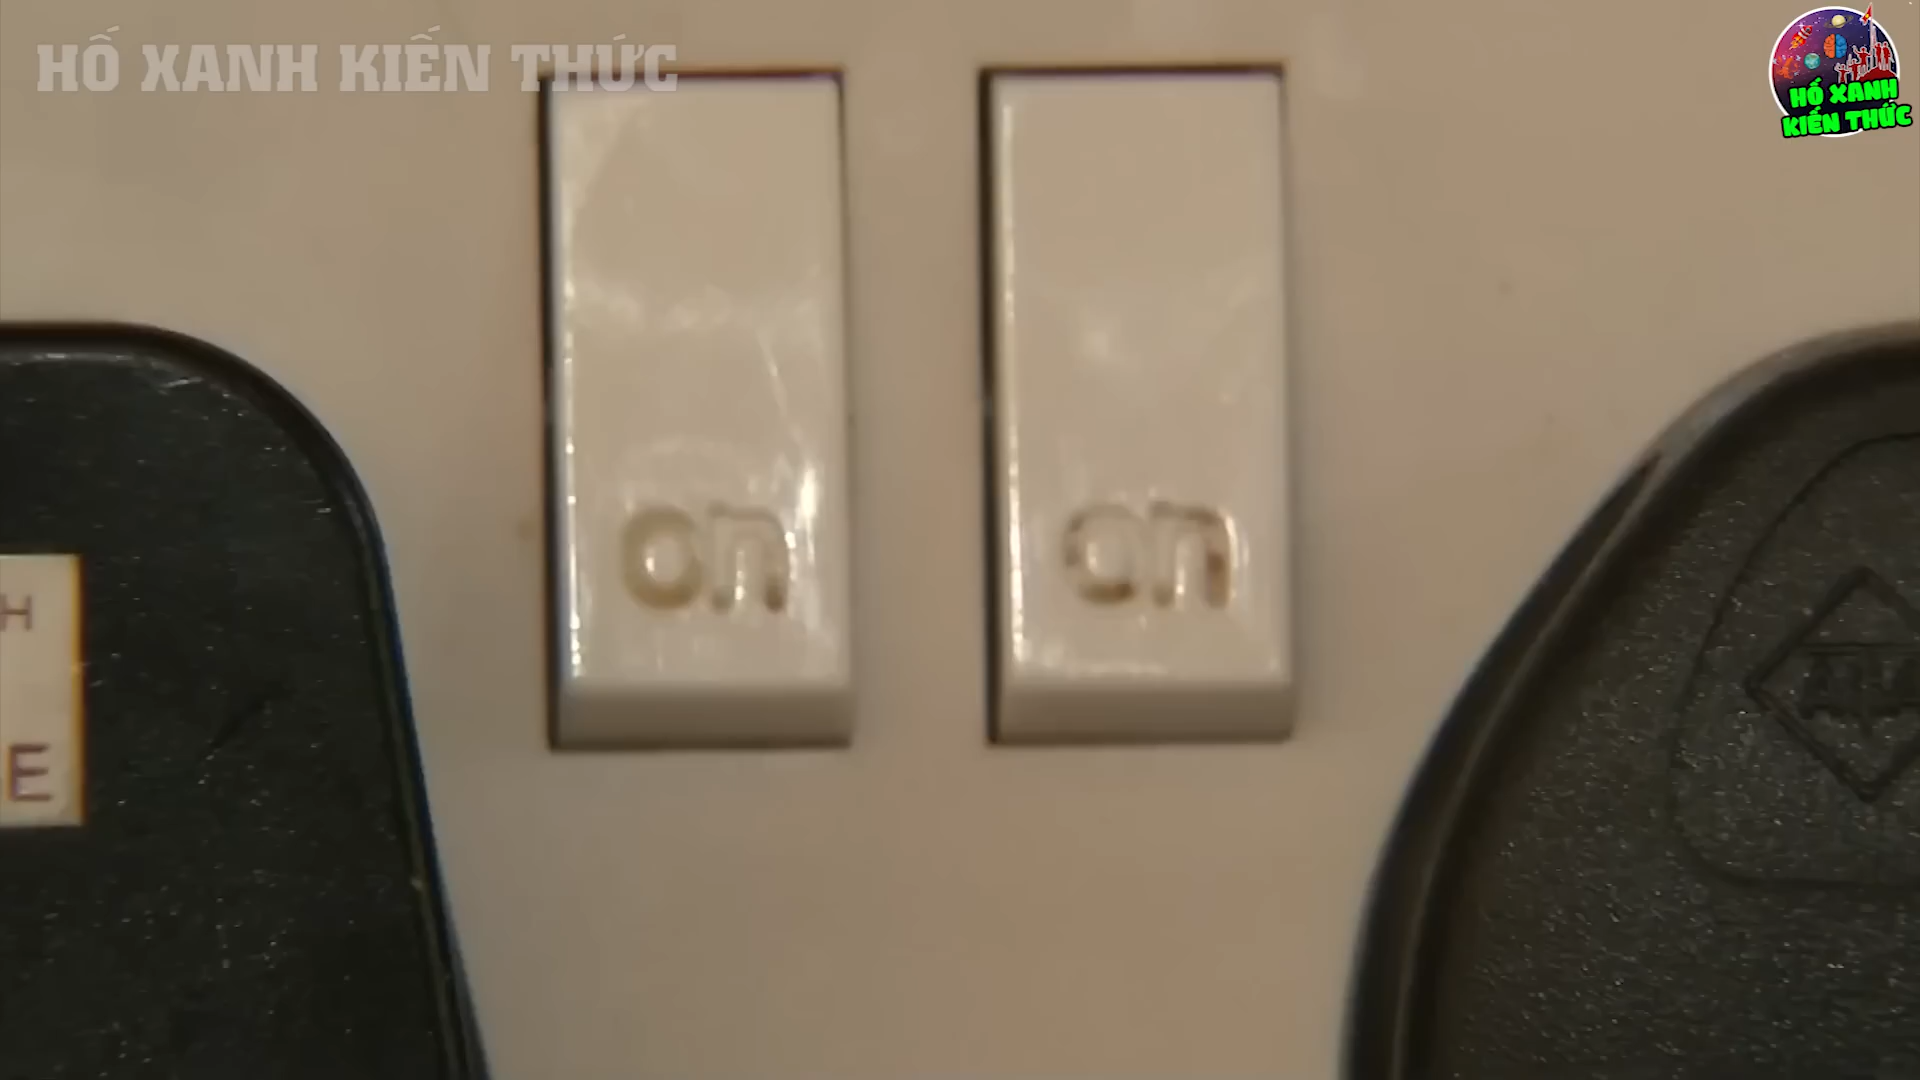 HỐ XANH KIẾN THỨC
HỐ XANH
KIẾN THỨC
on
on
H
E